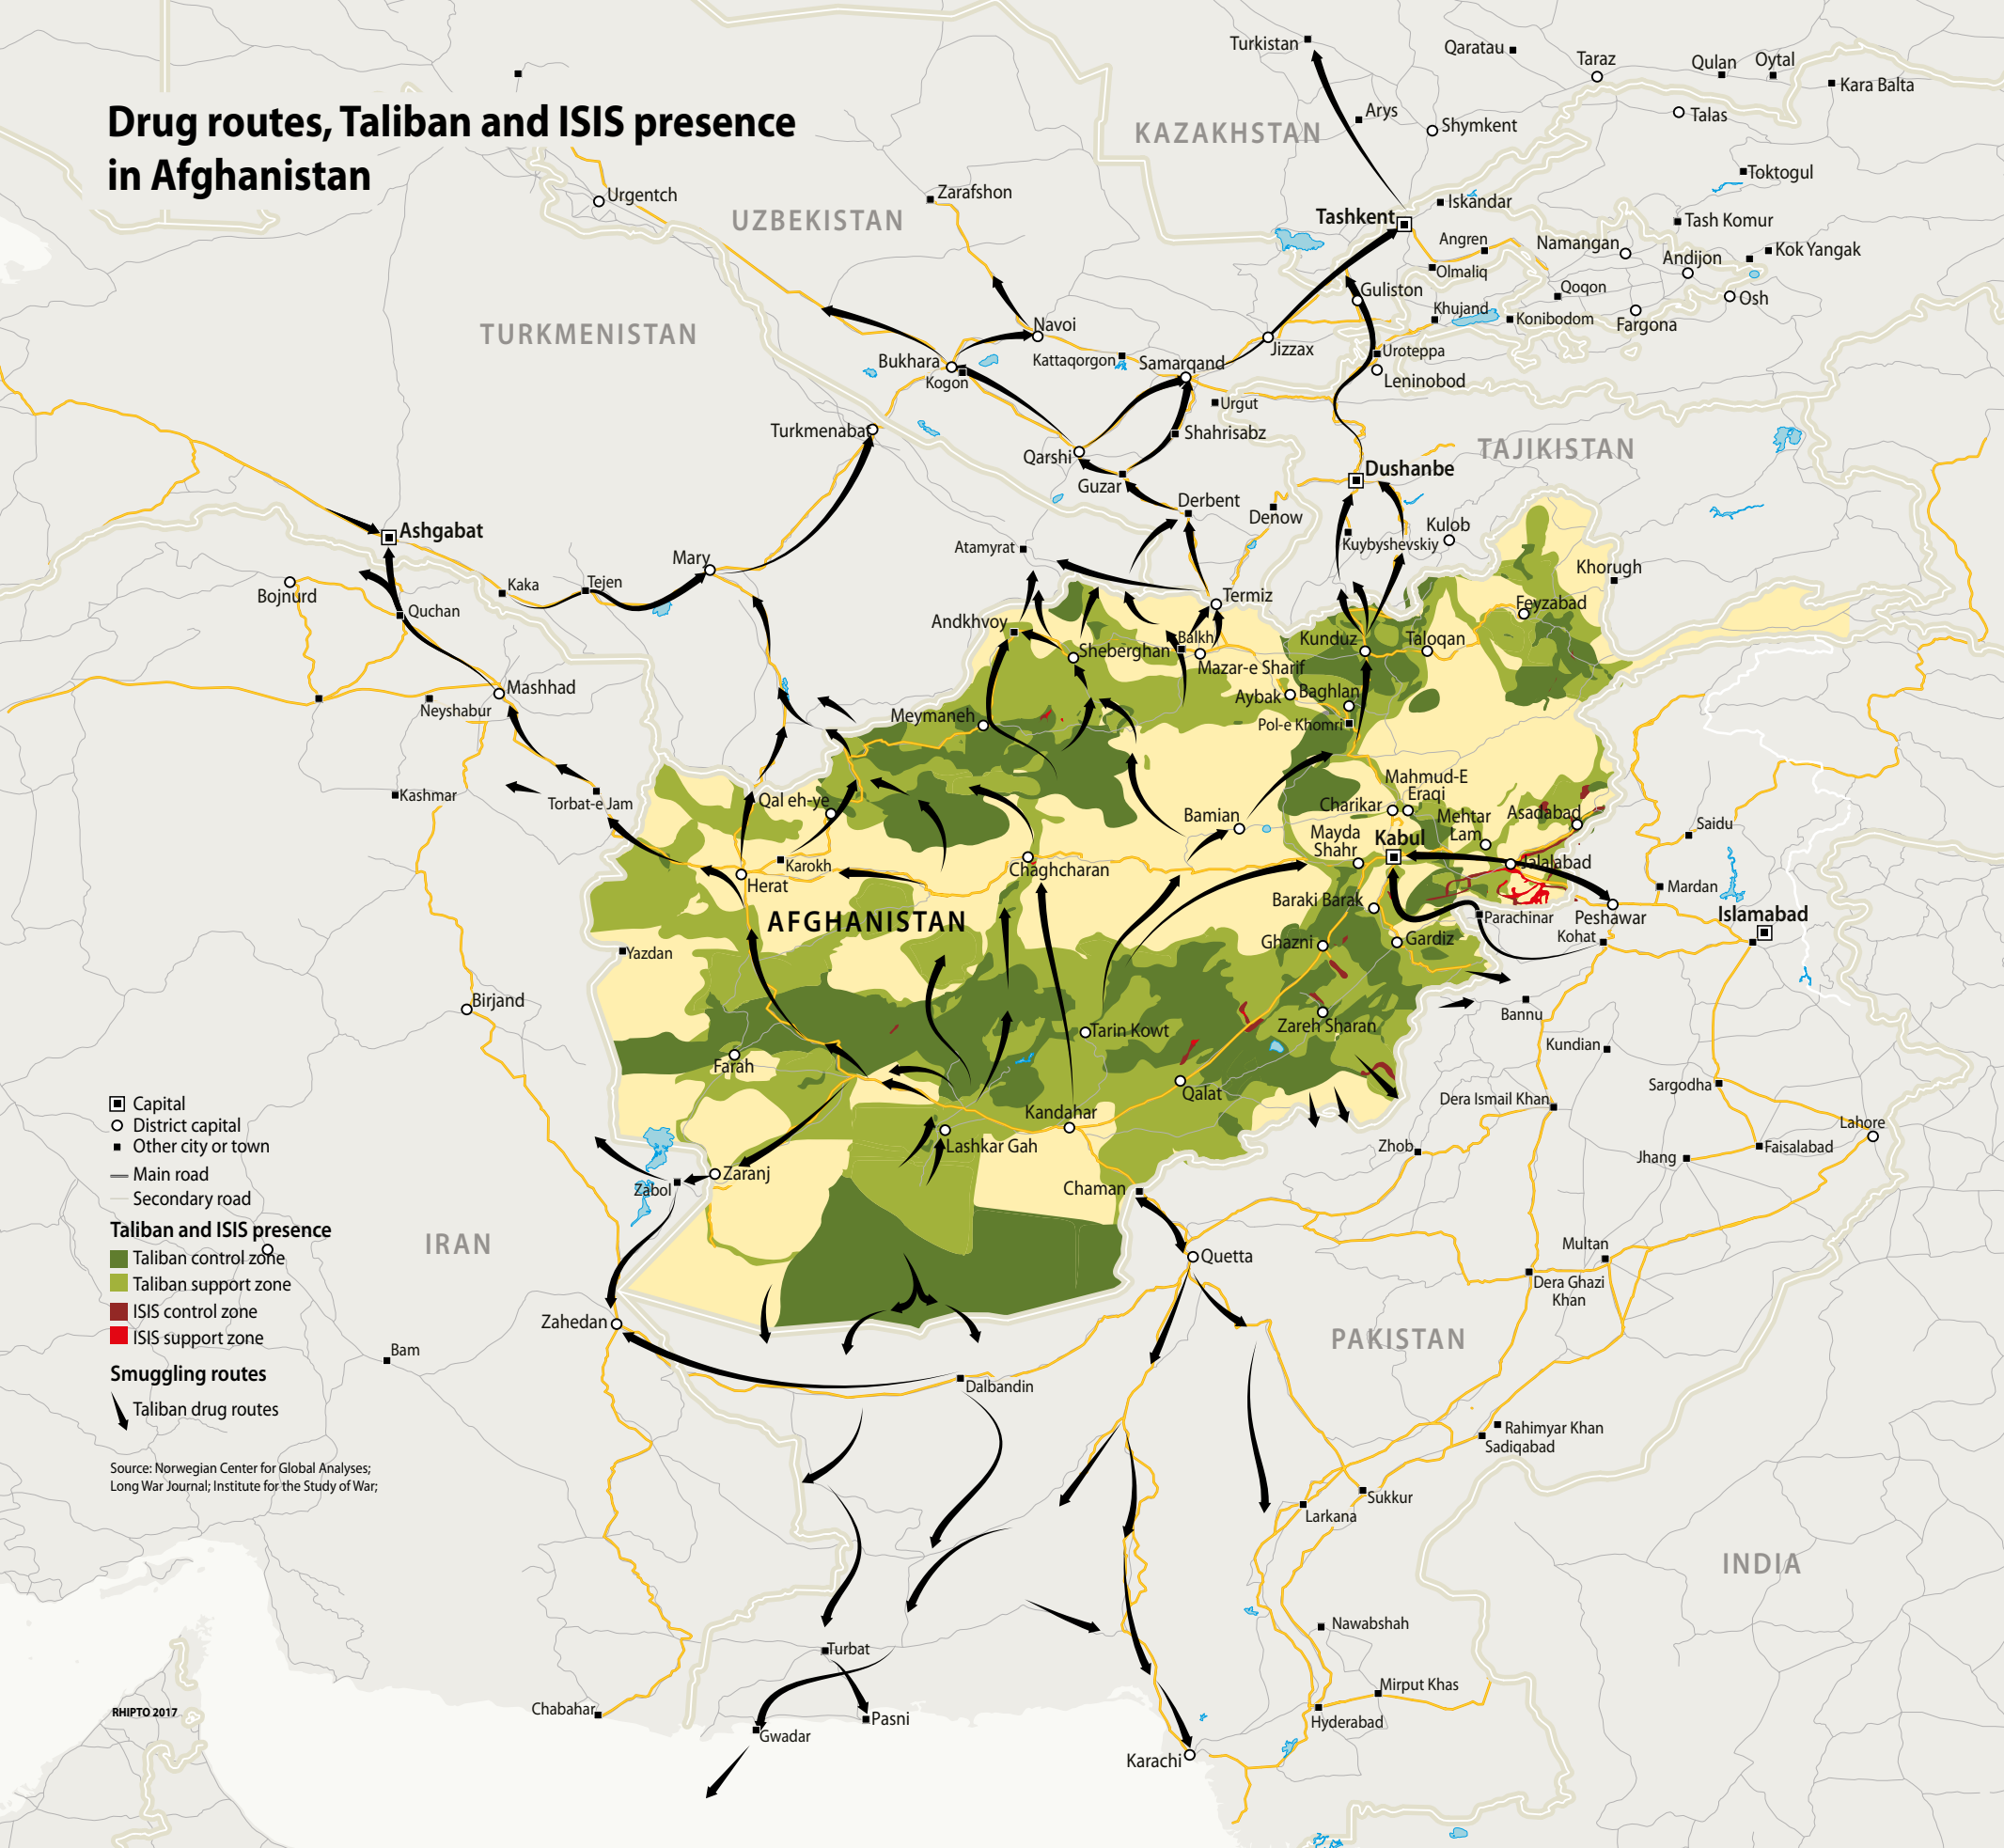 Drug routes, Taliban and ISIS presence
in Afghanistan
Turkistan
Qaratau
Taraz
Qulan
Oytal
Kara Balta
Arys
Shymkent
Talas
KAZAKHSTAN
Toktogul
Urgentch
Zarafshon
UZBEKISTAN
Tashkent
Iskandar
Tash Komur
Angren
Namangan
Kok Yangak
Andijon
Olmaliq
Guliston
Qoqon
Osh
Khujand
Konibodom
Fargona
TURKMENISTAN
Navoi
Jizzax
Uroteppa
Bukhara
Kattaqorgon
Samarqand
Kogon
Leninobod
Urgut
Turkmenabat
Shahrisabz
Qarshi
TAJIKISTAN
Guzar
Dushanbe
Derbent
Denow
Ashgabat
Kulob
Atamyrat
Kuybyshevskiy
Mary
Khorugh
Kaka
Tejen
Bojnurd
Quchan
Termiz
Feyzabad
Andkhvoy
Sheberghan
Balkh
Kunduz
Taloqan
Mazar-e Sharif
Mashhad
Aybak
Baghlan
Neyshabur
Meymaneh
Pol-e Khomri
Kashmar
Torbat-e Jam
Qal eh-ye
Mahmud-E
Eraqi
Charikar
Bamian
Mehtar
Lam
Asadabad
Saidu
Mayda
Shahr
Kabul
Karokh
Herat
Chaghcharan
Jalalabad
Mardan
AFGHANISTAN
Baraki Barak
Parachinar
Peshawar
Islamabad
Kohat
Ghazni
Gardiz
Yazdan
Birjand
Bannu
Tarin Kowt
Zareh Sharan
Kundian
Farah
Qalat
Sargodha
Dera Ismail Khan
Kandahar
Lashkar Gah
Lahore
Zhob
Faisalabad
Jhang
Zaranj
Zabol
Chaman
Capital
District capital
Other city or town
Main road
Secondary road
Taliban and ISIS presence
Taliban control zone
Taliban support zone
ISIS control zone
ISIS support zone
Smuggling routes
Taliban drug routes
IRAN
Quetta
Multan
Dera Ghazi
Khan
Zahedan
PAKISTAN
Bam
Dalbandin
Rahimyar Khan
Sadiqabad
Source: Norwegian Center for Global Analyses;
Long War Journal; Institute for the Study of War;
Sukkur
Larkana
INDIA
Nawabshah
Turbat
Mirput Khas
Chabahar
RHIPTO 2017
Pasni
Gwadar
Hyderabad
Karachi